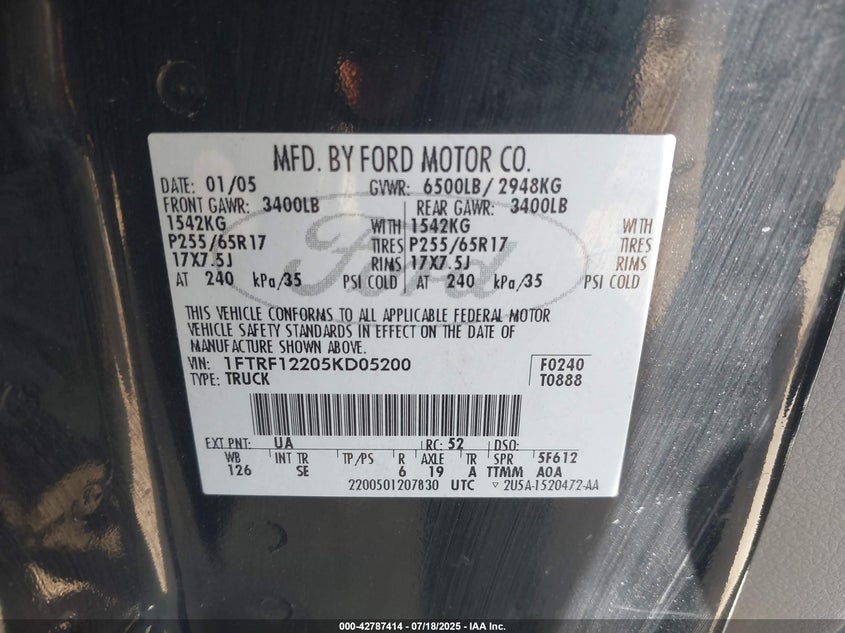 MFD. BY FORD MOTOR CO.
DATE: 01/05 GVWR: 6500LB/ 2948KG
FRONT GAWR: 3400LB REAR GAWR: 3400LB
1542KG WITH 1542KG WITH
P255/65R17 TIRES P255/65R17 TIRES
17X7.5J RIMS 17X7.5J RIMS
AT 240 kPa/35 PSI COLD AT 240 kPa/35 PSI COLD
Ford
THIS VEHICLE CONFORMS TO ALL APPLICABLE FEDERAL MOTOR
VEHICLE SAFETY STANDARDS IN EFFECT ON THE DATE OF
MANUFACTURE SHOWN ABOVE.
VIN: 1FTRF12205KD05200 F0240
TYPE: TRUCK T0888
EXT PNT: UA RC: 52 DSO:
WB INT TR TP/PS R AXLE TR SPR 5F612
126 SE 6 19 A TTMM A0A
2200501207830 UTC ▽ 2U5A-1520472-AA
000-42787414 - 07/18/2025 - IAA Inc.